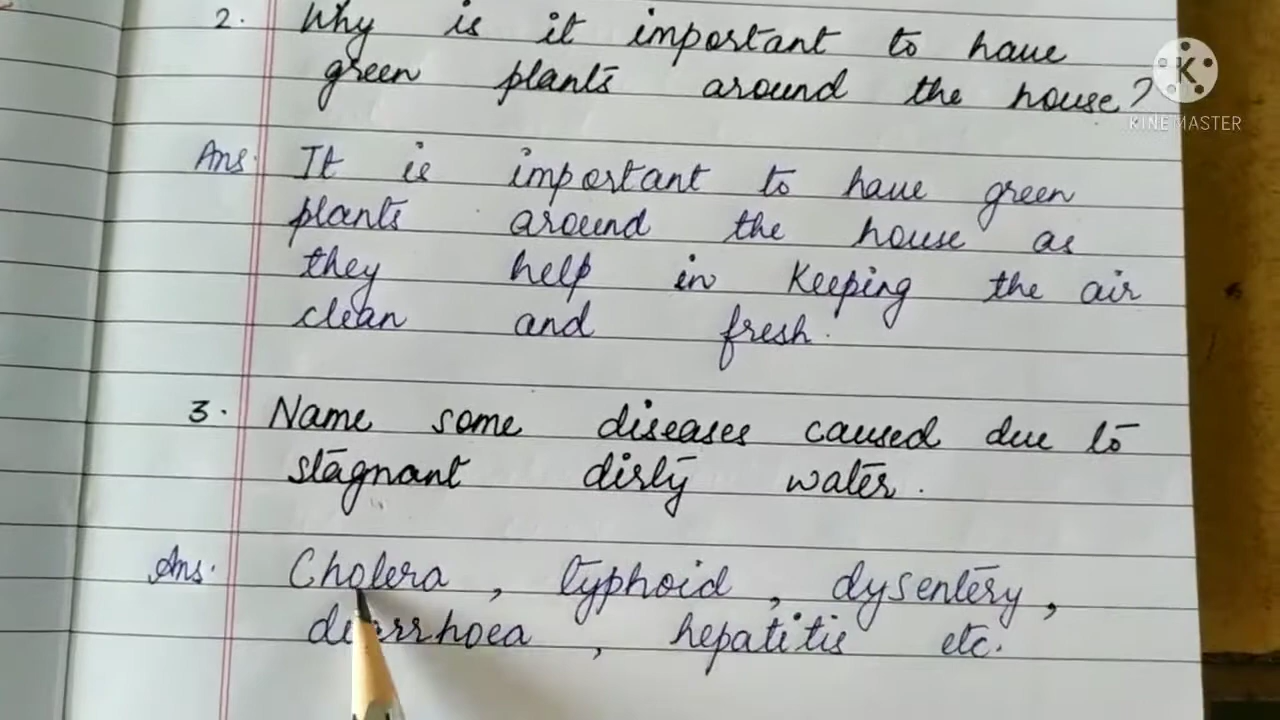 2. Why is it important to have
green plants around the house?
KINEMASTER
Ans. It is important to have green
plants around the house as
they help in keeping the air
clean and fresh.
3. Name some diseases caused due to
stagnant dirty water.
Ans. Cholera, typhoid, dysentery,
diarrhoea, hepatitis etc.